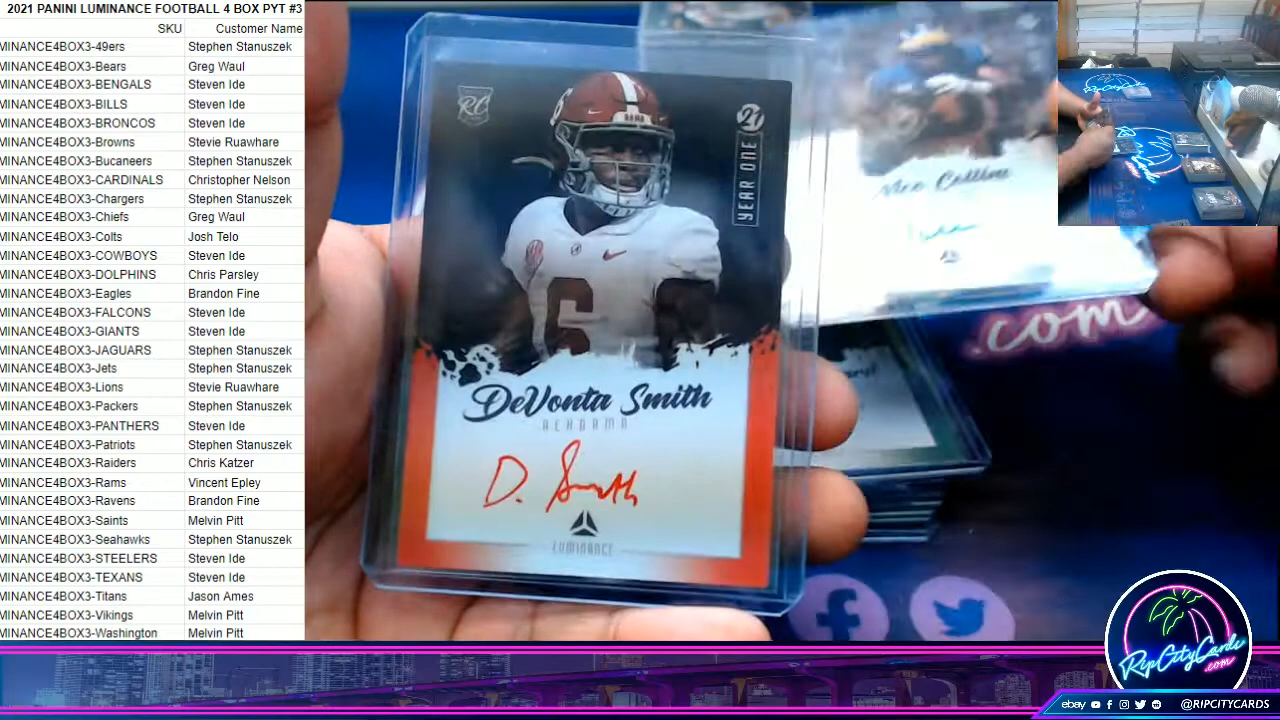 2021 PANINI LUMINANCE FOOTBALL 4 BOX PYT #3
SKU Customer Name
MINANCE4BOX3-49ers Stephen Stanuszek
MINANCE4BOX3-Bears Greg Waul
MINANCE4BOX3-BENGALS Steven Ide
MINANCE4BOX3-BILLS Steven Ide
MINANCE4BOX3-BRONCOS Steven Ide
MINANCE4BOX3-Browns Stevie Ruawhare
MINANCE4BOX3-Bucaneers Stephen Stanuszek
MINANCE4BOX3-CARDINALS Christopher Nelson
MINANCE4BOX3-Chargers Stephen Stanuszek
MINANCE4BOX3-Chiefs Greg Waul
MINANCE4BOX3-Colts Josh Telo
MINANCE4BOX3-COWBOYS Steven Ide
MINANCE4BOX3-DOLPHINS Chris Parsley
MINANCE4BOX3-Eagles Brandon Fine
MINANCE4BOX3-FALCONS Steven Ide
MINANCE4BOX3-GIANTS Steven Ide
MINANCE4BOX3-JAGUARS Stephen Stanuszek
MINANCE4BOX3-Jets Stephen Stanuszek
MINANCE4BOX3-Lions Stevie Ruawhare
MINANCE4BOX3-Packers Stephen Stanuszek
MINANCE4BOX3-PANTHERS Steven Ide
MINANCE4BOX3-Patriots Stephen Stanuszek
MINANCE4BOX3-Raiders Chris Katzer
MINANCE4BOX3-Rams Vincent Epley
MINANCE4BOX3-Ravens Brandon Fine
MINANCE4BOX3-Saints Melvin Pitt
MINANCE4BOX3-Seahawks Stephen Stanuszek
MINANCE4BOX3-STEELERS Steven Ide
MINANCE4BOX3-TEXANS Steven Ide
MINANCE4BOX3-Titans Jason Ames
MINANCE4BOX3-Vikings Melvin Pitt
MINANCE4BOX3-Washington Melvin Pitt
RC
21
YEAR ONE
6
DeVonta Smith
ALABAMA
D. Smith
LUMINANCE
Nico Collins
.com
RipCityCards
.com
ebay @RIPCITYCARDS